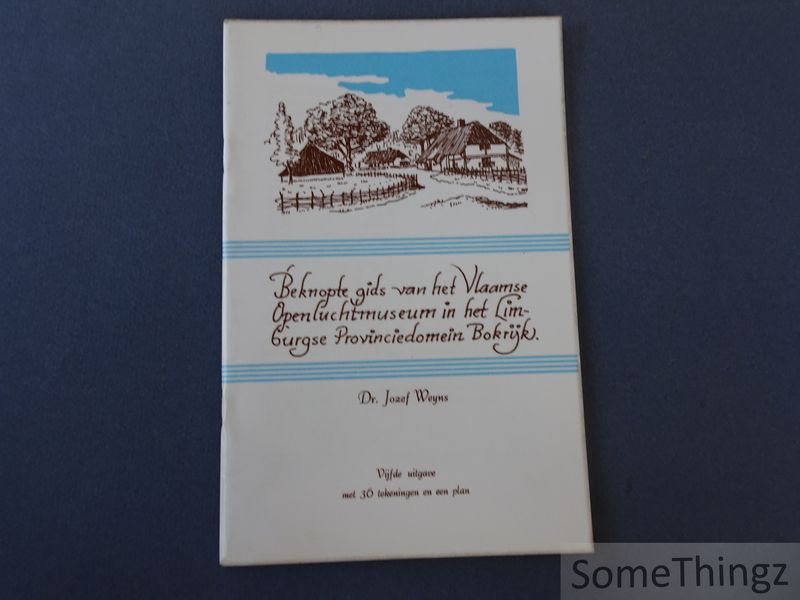 Beknopte gids van het Vlaamse
Openluchtmuseum in het Lim-
burgse Provinciedomein Bokrijk.
Dr. Jozef Weyns
Vijfde uitgave
met 36 tekeningen en een plan
SomeThingz